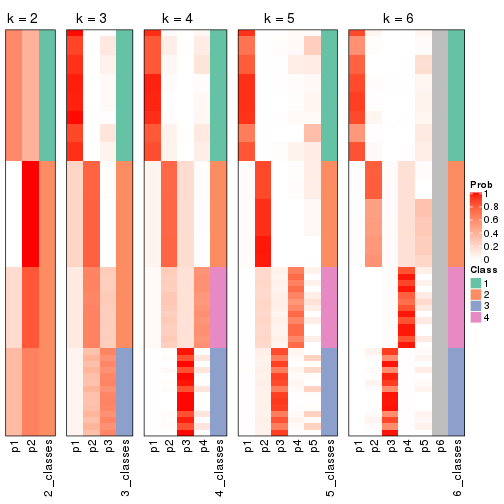 k = 2
k = 3
k = 4
k = 5
k = 6
Prob
1
0.8
0.6
0.4
0.2
0
Class
1
2
3
4
p1
p2
2_classes
p1
p2
p3
3_classes
p1
p2
p3
p4
4_classes
p1
p2
p3
p4
p5
5_classes
p1
p2
p3
p4
p5
p6
6_classes